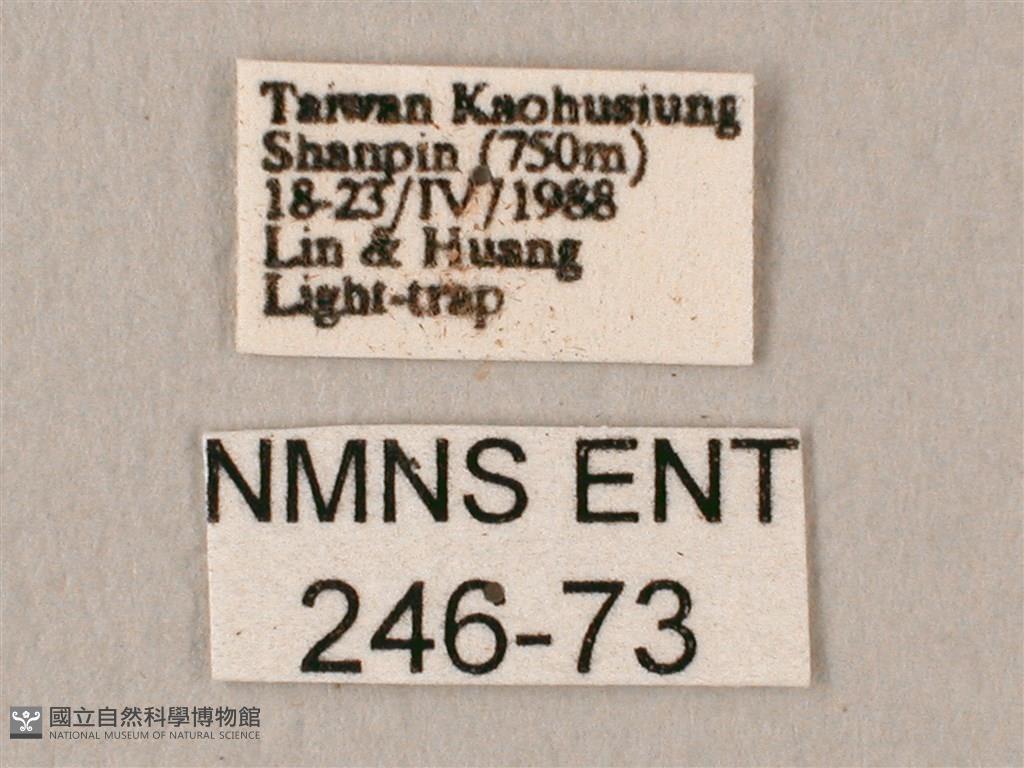 Taiwan Kaohusiung
Shanpin (750m)
18-23/IV/1988
Lin & Huang
Light-trap
NMNS ENT
246-73
國立自然科學博物館
NATIONAL MUSEUM OF NATURAL SCIENCE